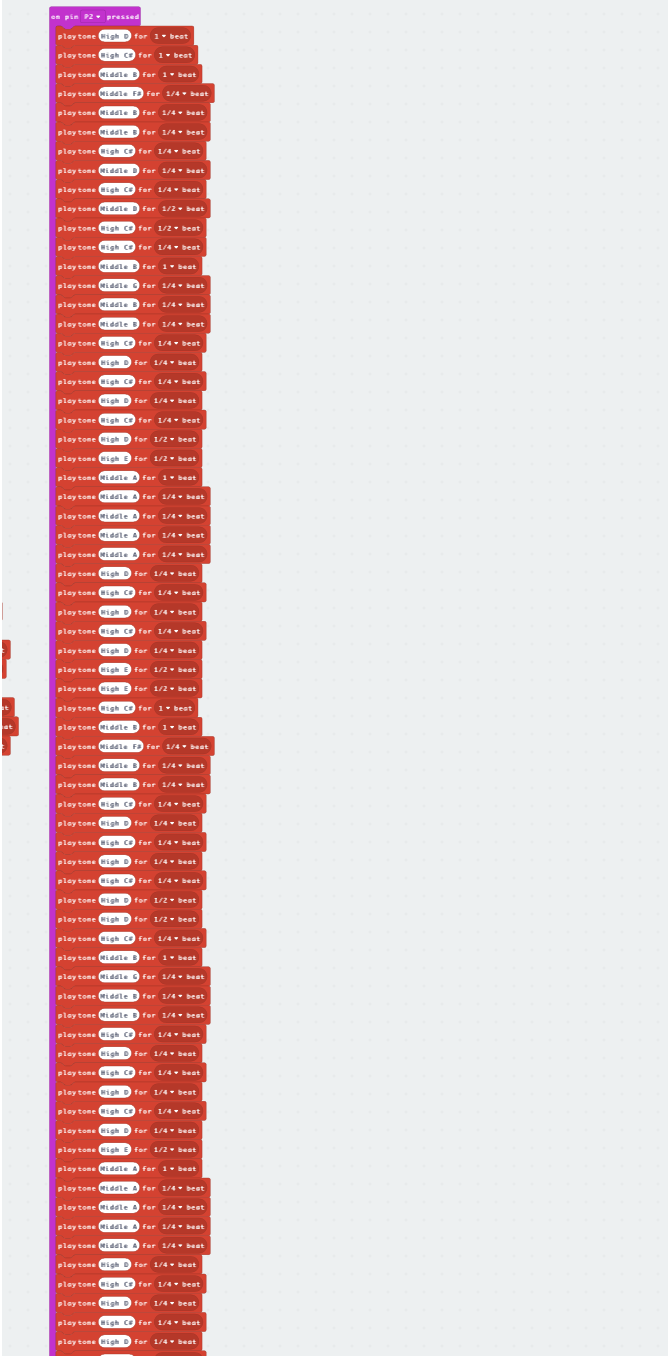 on pin P2 pressed
play tone High D for 1 beat
play tone High C# for 1 beat
play tone Middle B for 1 beat
play tone Middle F# for 1/4 beat
play tone Middle B for 1/4 beat
play tone Middle B for 1/4 beat
play tone High C# for 1/4 beat
play tone Middle D for 1/4 beat
play tone High C# for 1/4 beat
play tone Middle D for 1/2 beat
play tone High C# for 1/2 beat
play tone High C# for 1/4 beat
play tone Middle B for 1 beat
play tone Middle G for 1/4 beat
play tone Middle B for 1/4 beat
play tone Middle B for 1/4 beat
play tone High C# for 1/4 beat
play tone High D for 1/4 beat
play tone High C# for 1/4 beat
play tone High D for 1/4 beat
play tone High C# for 1/4 beat
play tone High D for 1/2 beat
play tone High E for 1/2 beat
play tone Middle A for 1 beat
play tone Middle A for 1/4 beat
play tone Middle A for 1/4 beat
play tone Middle A for 1/4 beat
play tone Middle A for 1/4 beat
play tone High D for 1/4 beat
play tone High C# for 1/4 beat
play tone High D for 1/4 beat
play tone High C# for 1/4 beat
play tone High D for 1/4 beat
play tone High E for 1/2 beat
play tone High E for 1/2 beat
play tone High C# for 1 beat
play tone Middle B for 1 beat
play tone Middle F# for 1/4 beat
play tone Middle B for 1/4 beat
play tone Middle B for 1/4 beat
play tone High C# for 1/4 beat
play tone High D for 1/4 beat
play tone High C# for 1/4 beat
play tone High D for 1/4 beat
play tone High C# for 1/4 beat
play tone High D for 1/2 beat
play tone High D for 1/2 beat
play tone High C# for 1/4 beat
play tone Middle B for 1 beat
play tone Middle G for 1/4 beat
play tone Middle B for 1/4 beat
play tone Middle B for 1/4 beat
play tone High C# for 1/4 beat
play tone High D for 1/4 beat
play tone High C# for 1/4 beat
play tone High D for 1/4 beat
play tone High C# for 1/4 beat
play tone High D for 1/4 beat
play tone High E for 1/2 beat
play tone Middle A for 1 beat
play tone Middle A for 1/4 beat
play tone Middle A for 1/4 beat
play tone Middle A for 1/4 beat
play tone Middle A for 1/4 beat
play tone High D for 1/4 beat
play tone High C# for 1/4 beat
play tone High D for 1/4 beat
play tone High C# for 1/4 beat
play tone High D for 1/4 beat